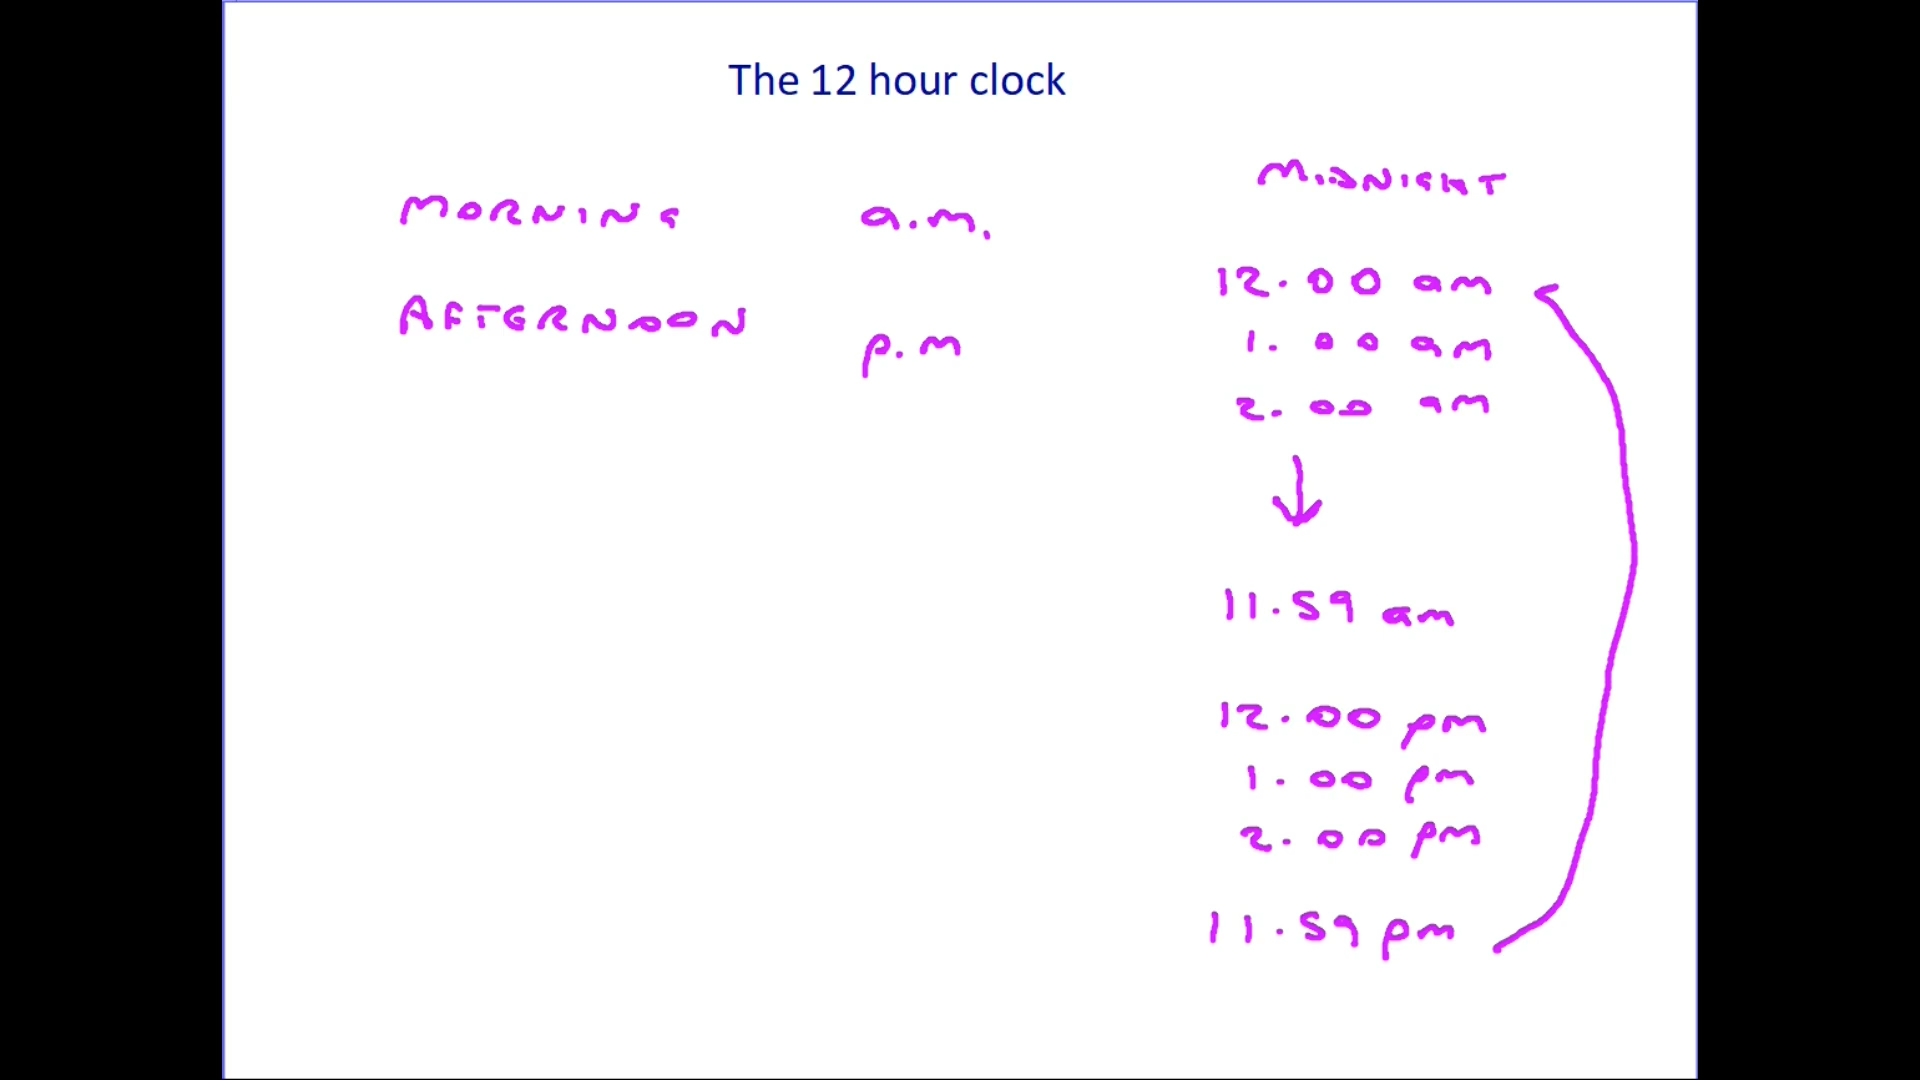 The 12 hour clock
MORNING a.m.
AFTERNOON p.m
MIDNIGHT
12.00 am
1.00 am
2.00 am
11.59 am
12.00 pm
1.00 pm
2.00 pm
11.59 pm